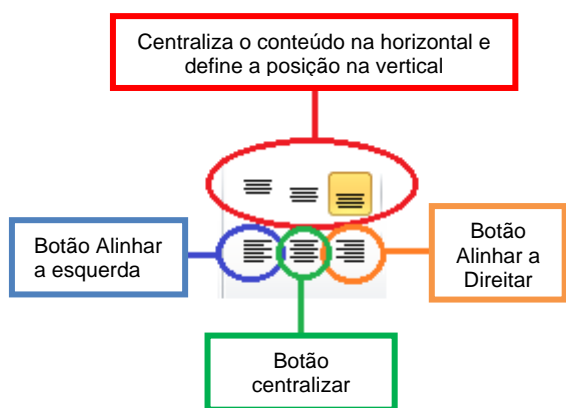 Centraliza o conteúdo na horizontal e
define a posição na vertical
Botão Alinhar
a esquerda
Botão
Alinhar a
Direitar
Botão
centralizar